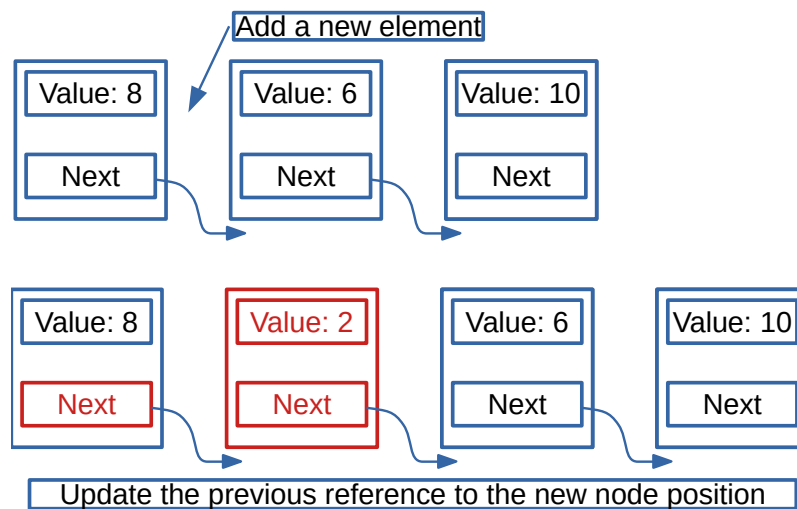 Add a new element
Value: 8 Value: 6 Value: 10
Next Next Next
Value: 8 Value: 2 Value: 6 Value: 10
Next Next Next Next
Update the previous reference to the new node position